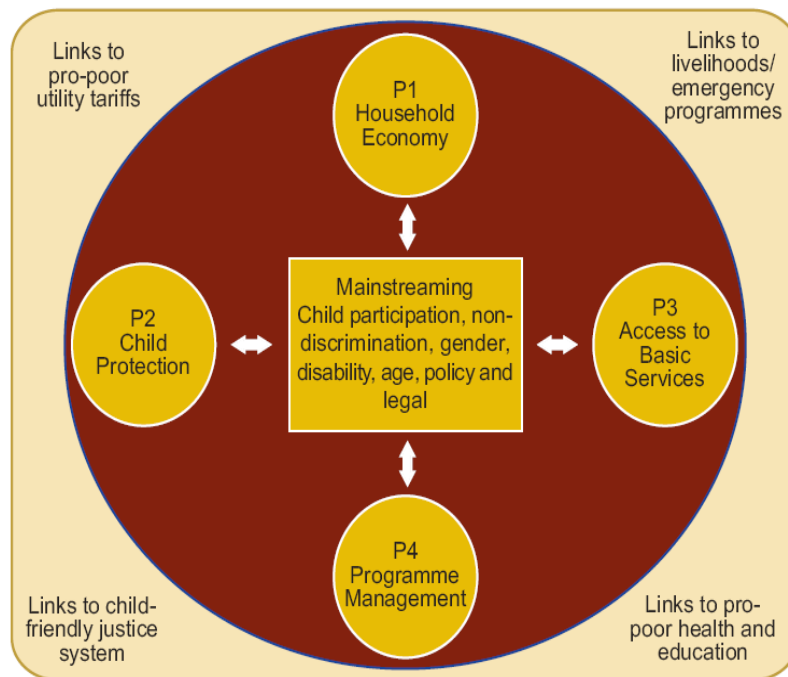 Links to
pro-poor
utility tariffs
Links to
livelihoods/
emergency
programmes
P1
Household
Economy
P2
Child
Protection
Mainstreaming
Child participation, non-
discrimination, gender,
disability, age, policy and
legal
P3
Access to
Basic
Services
P4
Programme
Management
Links to child-
friendly justice
system
Links to pro-
poor health and
education